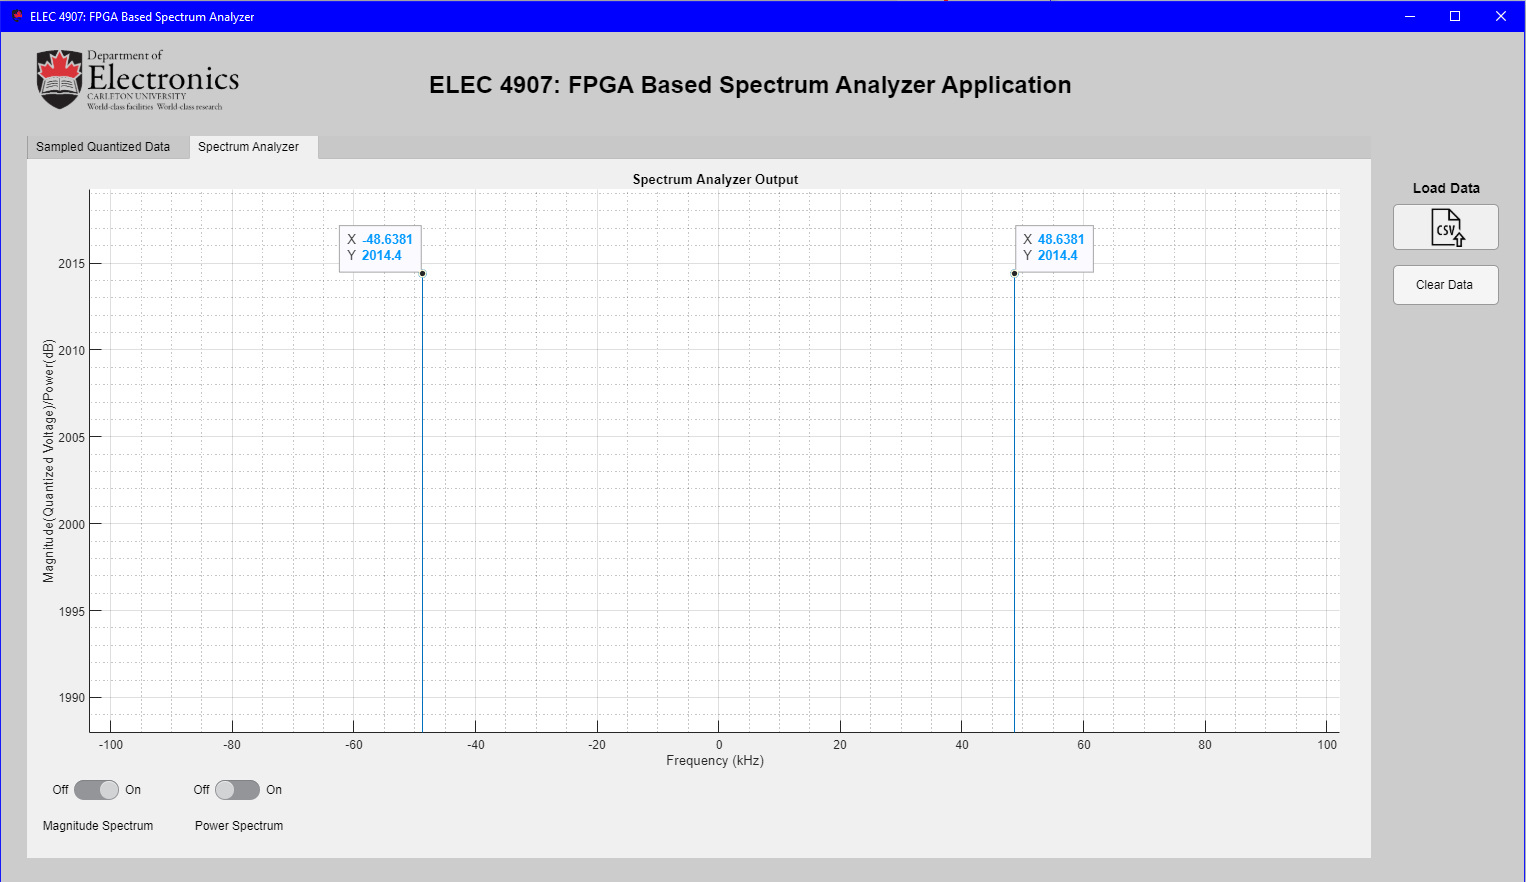 ELEC 4907: FPGA Based Spectrum Analyzer
Department of
Electronics
CARLETON UNIVERSITY
World-class facilities World-class research
ELEC 4907: FPGA Based Spectrum Analyzer Application
Sampled Quantized Data
Spectrum Analyzer
Spectrum Analyzer Output
X -48.6381
Y 2014.4
X 48.6381
Y 2014.4
2015
2010
2005
2000
1995
1990
Magnitude(Quantized Voltage)/Power(dB)
-100 -80 -60 -40 -20 0 20 40 60 80 100
Frequency (kHz)
Off On
Magnitude Spectrum
Off On
Power Spectrum
Load Data
CSV
Clear Data